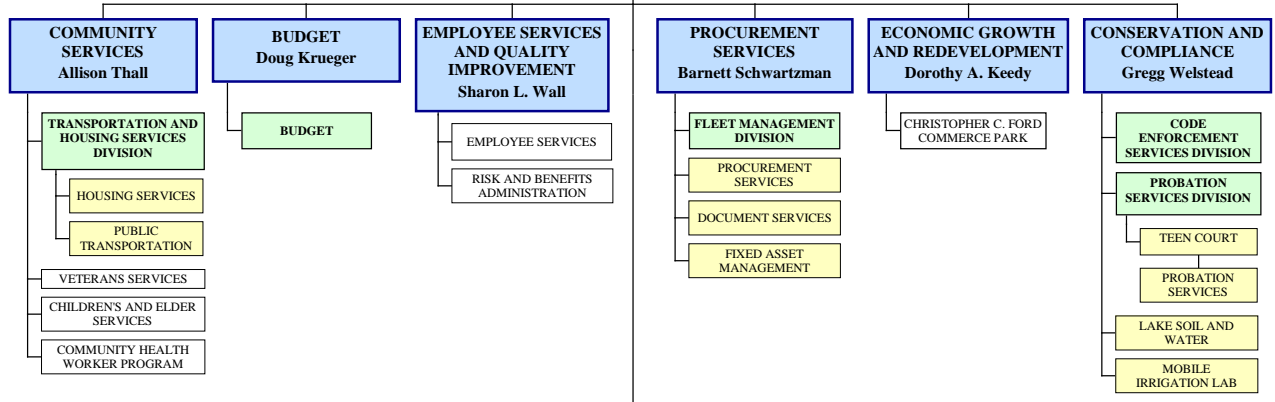 COMMUNITY
SERVICES
Allison Thall
TRANSPORTATION AND
HOUSING SERVICES
DIVISION
HOUSING SERVICES
PUBLIC
TRANSPORTATION
VETERANS SERVICES
CHILDREN'S AND ELDER
SERVICES
COMMUNITY HEALTH
WORKER PROGRAM
BUDGET
Doug Krueger
BUDGET
EMPLOYEE SERVICES
AND QUALITY
IMPROVEMENT
Sharon L. Wall
EMPLOYEE SERVICES
RISK AND BENEFITS
ADMINISTRATION
PROCUREMENT
SERVICES
Barnett Schwartzman
FLEET MANAGEMENT
DIVISION
PROCUREMENT
SERVICES
DOCUMENT SERVICES
FIXED ASSET
MANAGEMENT
ECONOMIC GROWTH
AND REDEVELOPMENT
Dorothy A. Keedy
CHRISTOPHER C. FORD
COMMERCE PARK
CONSERVATION AND
COMPLIANCE
Gregg Welstead
CODE
ENFORCEMENT
SERVICES DIVISION
PROBATION
SERVICES DIVISION
TEEN COURT
PROBATION
SERVICES
LAKE SOIL AND
WATER
MOBILE
IRRIGATION LAB